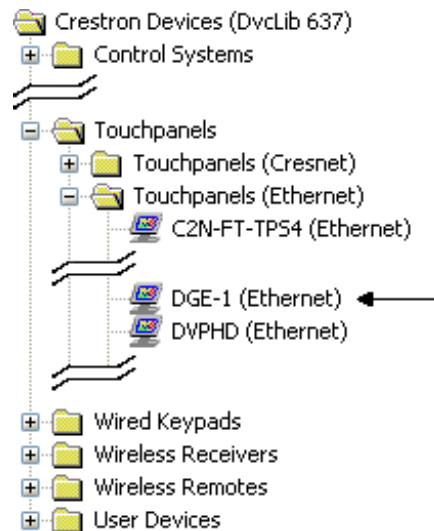 Crestron Devices (DvcLib 637)
Control Systems
Touchpanels
Touchpanels (Cresnet)
Touchpanels (Ethernet)
C2N-FT-TPS4 (Ethernet)
DGE-1 (Ethernet)
DVPHD (Ethernet)
Wired Keypads
Wireless Receivers
Wireless Remotes
User Devices